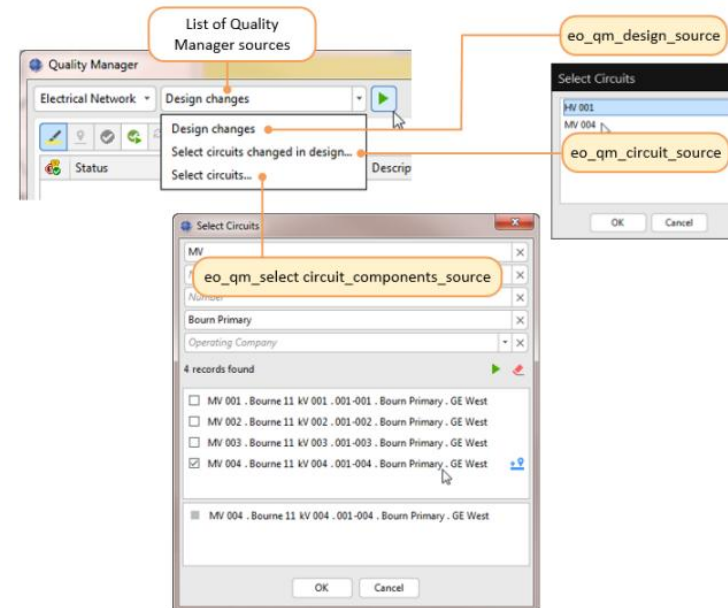 List of Quality
Manager sources
eo_qm_design_source
Quality Manager
Electrical Network
Design changes
Select Circuits
HV 001
MV 004
Design changes
Select circuits changed in design...
Select circuits...
Status
Descrip
eo_qm_circuit_source
OK
Cancel
Select Circuits
MV
eo_qm_select circuit_components_source
Number
Bourn Primary
Operating Company
4 records found
MV 001 . Bourne 11 kV 001 .001-001 . Bourn Primary . GE West
MV 002 . Bourne 11 kV 002 .001-002 . Bourn Primary . GE West
MV 003 . Bourne 11 kV 003 .001-003 . Bourn Primary . GE West
MV 004 . Bourne 11 kV 004 .001-004 . Bourn Primary . GE West
MV 004 . Bourne 11 kV 004 .001-004 . Bourn Primary . GE West
OK
Cancel